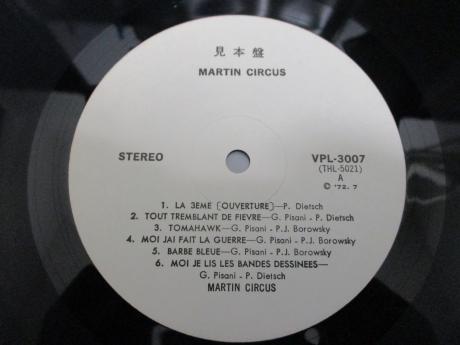 見本盤
MARTIN CIRCUS
STEREO
VPL-3007
(THL-5021)
A
© '72. 7
1. LA 3EME (OUVERTURE)—P. Dietsch
2. TOUT TREMBLANT DE FIEVRE—G. Pisani - P. Dietsch
3. TOMAHAWK—G. Pisani - P.J. Borowsky
4. MOI JAI FAIT LA GUERRE—G. Pisani - P.J. Borowsky
5. BARBE BLEUE—G. Pisani - P.J. Borowsky
6. MOI JE LIS LES BANDES DESSINEES—
G. Pisani - P. Dietsch
MARTIN CIRCUS